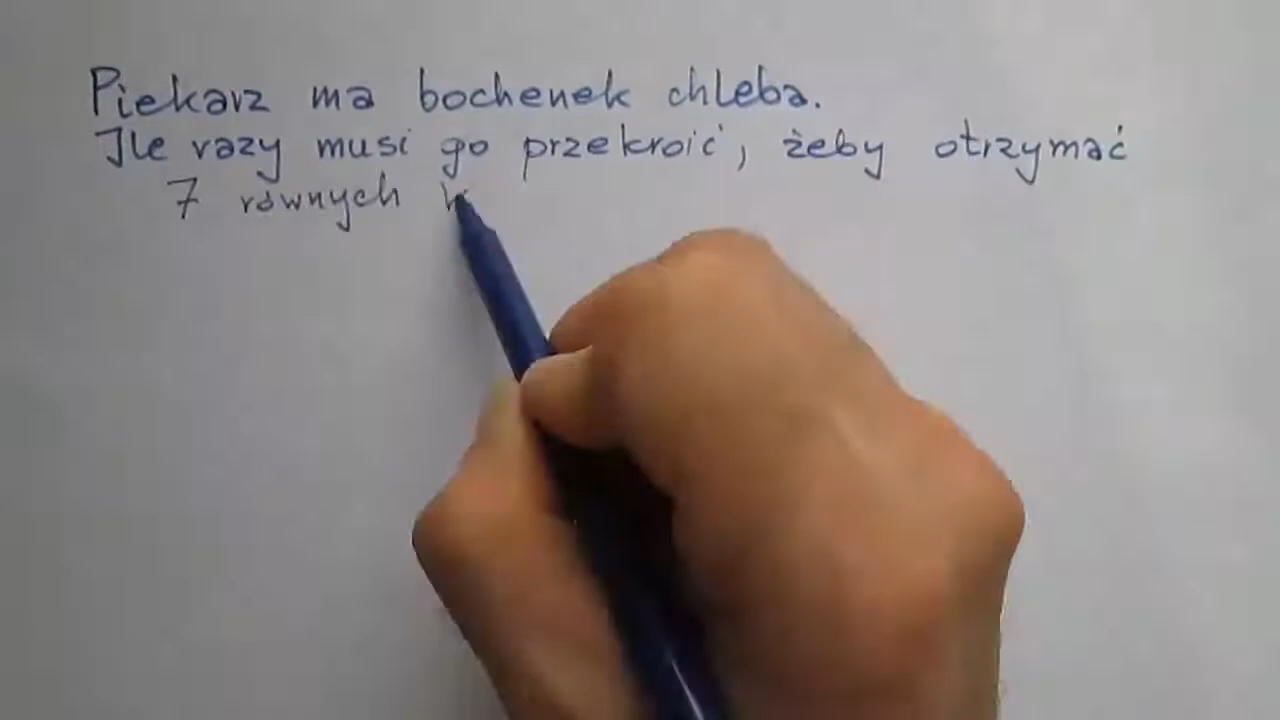 Piekarz ma bochenek chleba.
Ile razy musi go przekroić, żeby otrzymać
7 równych k